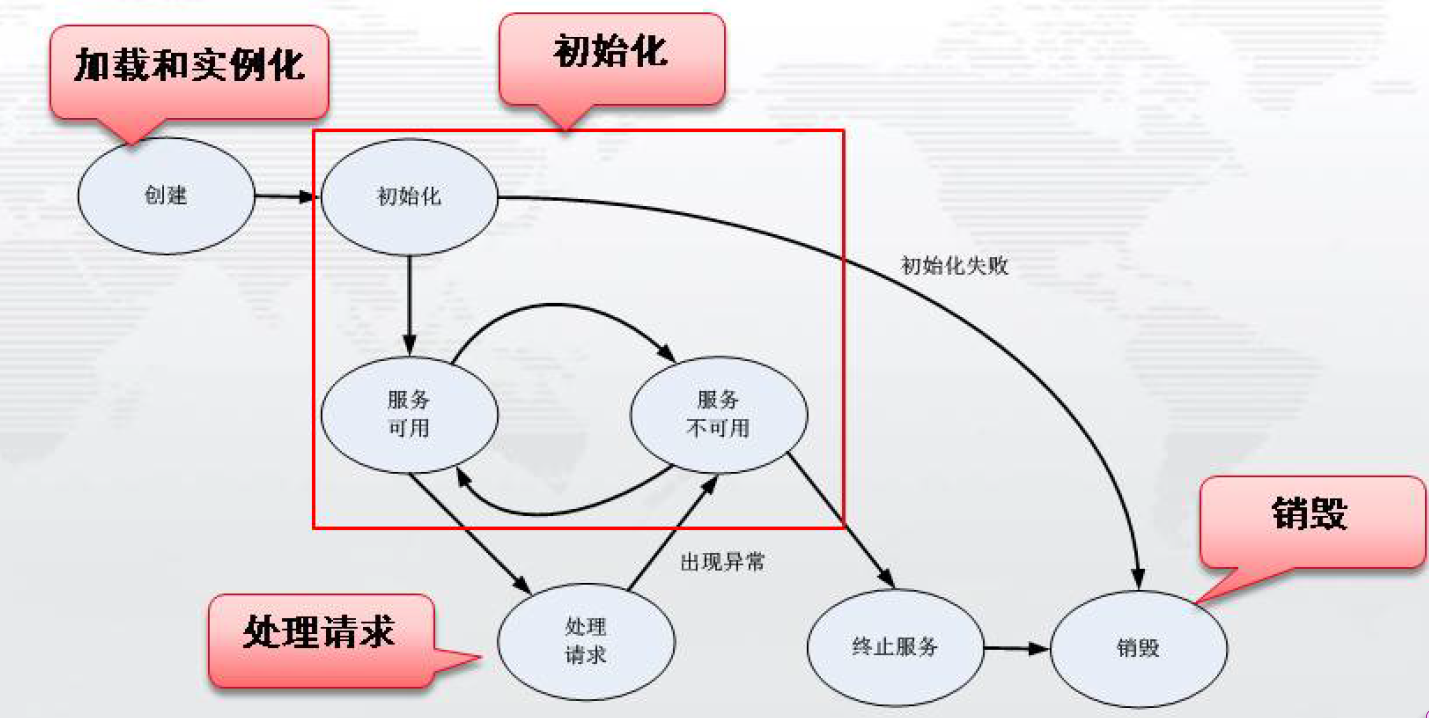 加载和实例化
初始化
创建
初始化
初始化失败
服务
可用
服务
不可用
销毁
出现异常
处理请求
处理
请求
终止服务
销毁